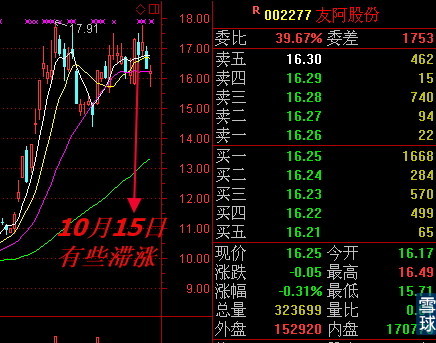 R 002277 友阿股份
17.91
18.00
17.00
16.00
15.00
14.00
13.00
12.00
11.00
10.00
9.00
10月15日
有些滞涨
委比 39.67% 委差 1753
卖五 16.30 462
卖四 16.29 15
卖三 16.28 740
卖二 16.27 94
卖一 16.26 22
买一 16.25 1668
买二 16.24 284
买三 16.23 570
买四 16.22 499
买五 16.21 65
现价 16.25 今开 16.17
涨跌 -0.05 最高 16.49
涨幅 -0.31% 最低 15.71
总量 323699 量比 0.
外盘 152920 内盘 1707
雪球